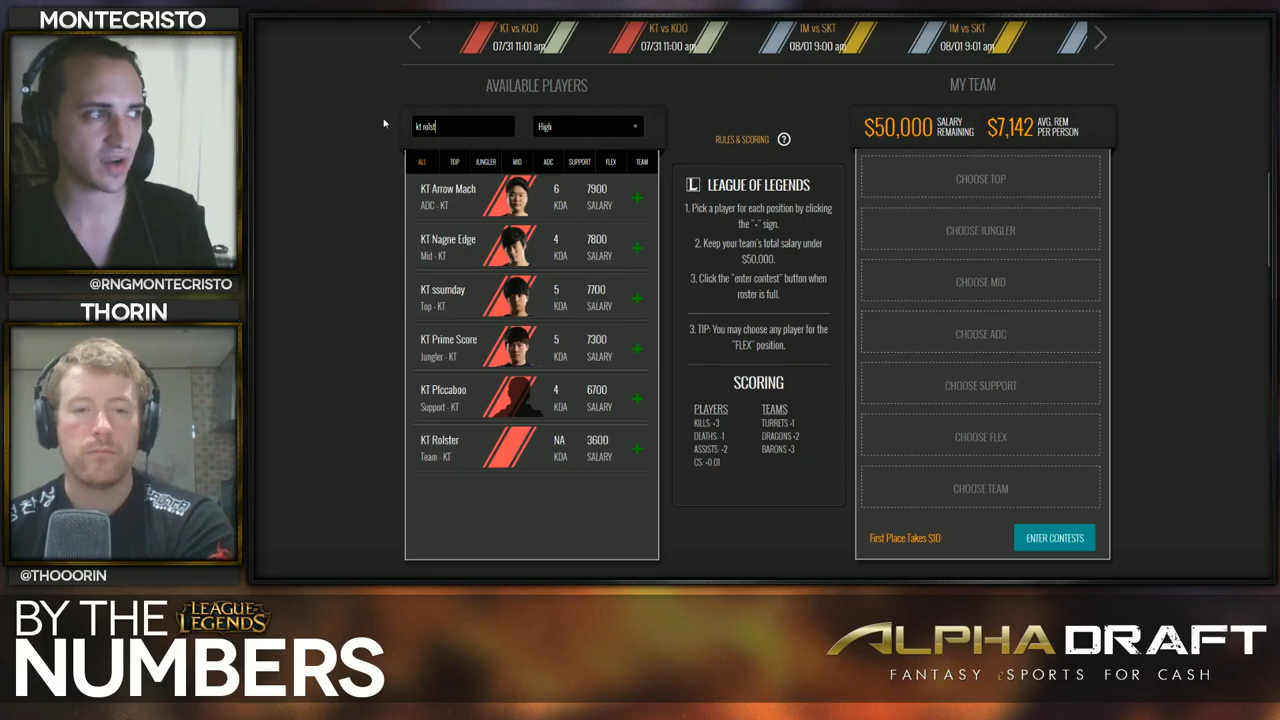 MONTECRISTO
@RNGMONTECRISTO
THORIN
정찬성
@THOOORIN
KT vs KOO
07/31 11:01 am
KT vs KOO
07/31 11:00 am
IM vs SKT
08/01 9:00 am
IM vs SKT
08/01 9:01 am
AVAILABLE PLAYERS
kt rolst
High
ALL TOP JUNGLER MID ADC SUPPORT FLEX TEAM
KT Arrow Mach 6 7900
ADC - KT KDA SALARY
KT Nagne Edge 4 7800
Mid - KT KDA SALARY
KT ssumday 5 7700
Top - KT KDA SALARY
KT Prime Score 5 7300
Jungler - KT KDA SALARY
KT PIccaboo 4 6700
Support - KT KDA SALARY
KT Rolster NA 3600
Team - KT KDA SALARY
RULES & SCORING ?
L LEAGUE OF LEGENDS
1. Pick a player for each position by clicking
the "+" sign.
2. Keep your team's total salary under
$50,000.
3. Click the "enter contest" button when
roster is full.
3. TIP: You may choose any player for the
"FLEX" position.
SCORING
PLAYERS
KILLS: +3
DEATHS: -1
ASSISTS: +2
CS: +0.01
TEAMS
TURRETS +1
DRAGONS +2
BARONS: +3
MY TEAM
$50,000 SALARY REMAINING $7,142 AVG. REM PER PERSON
CHOOSE TOP
CHOOSE JUNGLER
CHOOSE MID
CHOOSE ADC
CHOOSE SUPPORT
CHOOSE FLEX
CHOOSE TEAM
First Place Takes $10
ENTER CONTESTS
BY THE
LEAGUE OF LEGENDS
NUMBERS
ALPHADRAFT
FANTASY eSPORTS FOR CASH